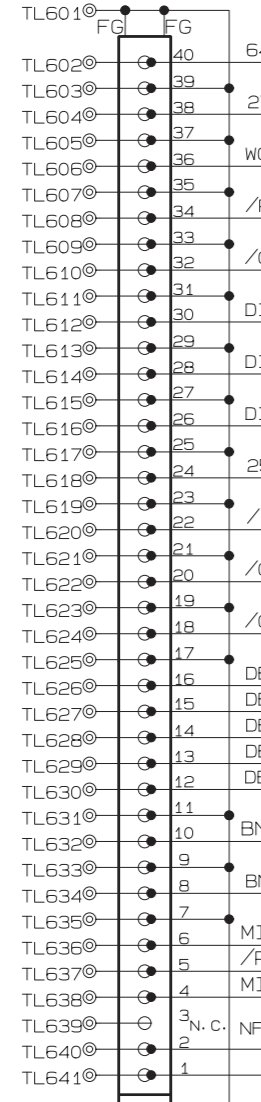 TL601
FG FG
TL602 40
TL603 39
TL604 38
TL605 37
TL606 36
TL607 35
TL608 34
TL609 33
TL610 32
TL611 31
TL612 30
TL613 29
TL614 28
TL615 27
TL616 26
TL617 25
TL618 24
TL619 23
TL620 22
TL621 21
TL622 20
TL623 19
TL624 18
TL625 17
TL626 16
TL627 15
TL628 14
TL629 13
TL630 12
TL631 11
TL632 10
TL633 9
TL634 8
TL635 7
TL636 6
TL637 5
TL638 4
TL639 3 N.C.
TL640 2
TL641 1